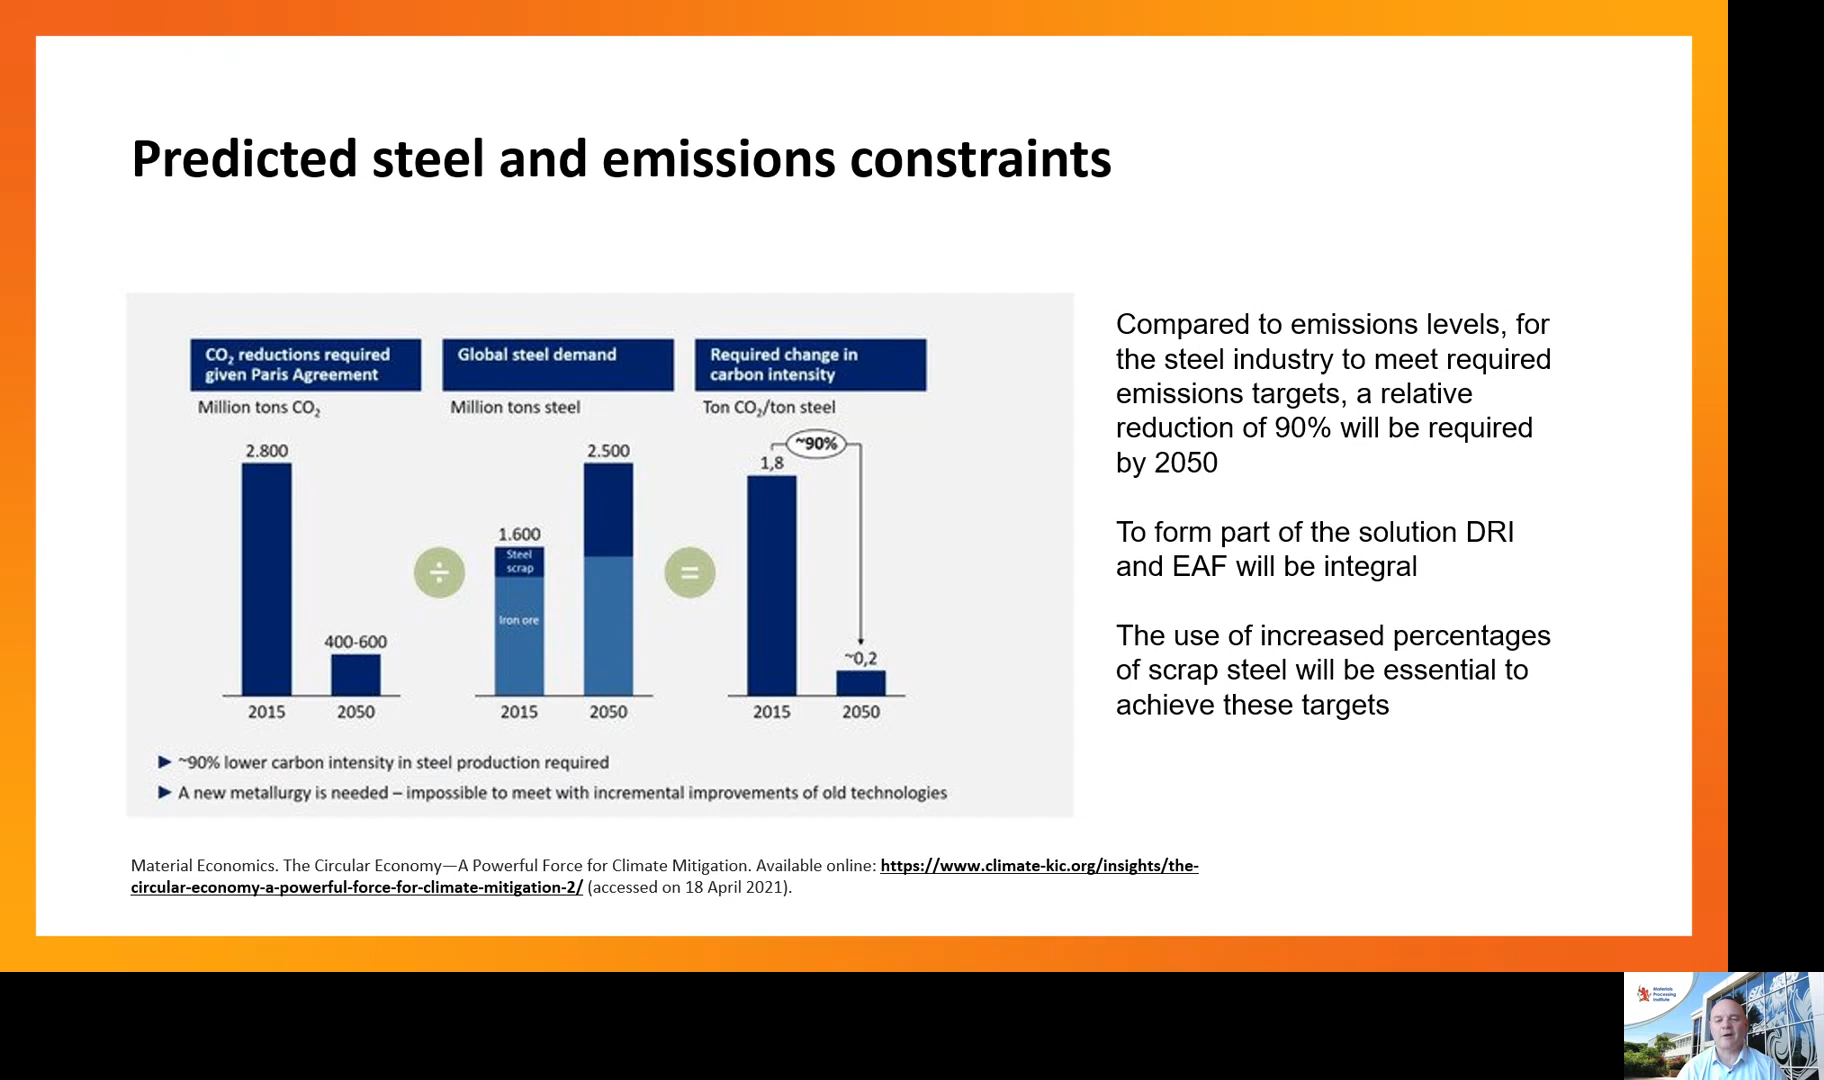 Predicted steel and emissions constraints
CO₂ reductions required
given Paris Agreement
Million tons CO₂
2.800
400-600
2015
2050
÷
Global steel demand
Million tons steel
1.600
Steel
scrap
Iron ore
2.500
2015
2050
=
Required change in
carbon intensity
Ton CO₂/ton steel
~90%
1,8
~0,2
2015
2050
~90% lower carbon intensity in steel production required
A new metallurgy is needed – impossible to meet with incremental improvements of old technologies
Compared to emissions levels, for
the steel industry to meet required
emissions targets, a relative
reduction of 90% will be required
by 2050
To form part of the solution DRI
and EAF will be integral
The use of increased percentages
of scrap steel will be essential to
achieve these targets
Material Economics. The Circular Economy—A Powerful Force for Climate Mitigation. Available online: https://www.climate-kic.org/insights/the-
circular-economy-a-powerful-force-for-climate-mitigation-2/ (accessed on 18 April 2021).
Materials
Processing
Institute